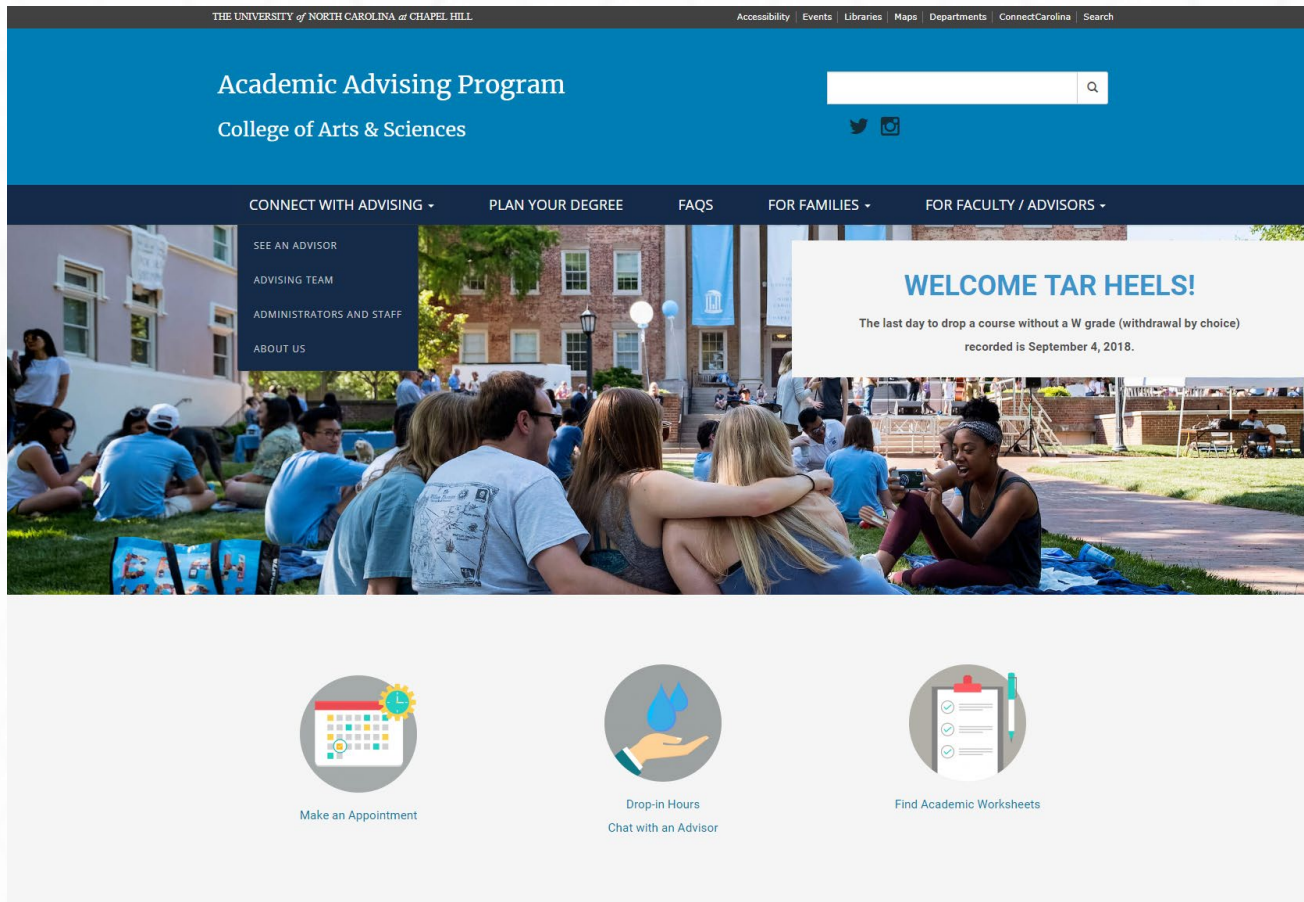 THE UNIVERSITY of NORTH CAROLINA at CHAPEL HILL
Accessibility Events Libraries Maps Departments ConnectCarolina Search
Academic Advising Program
College of Arts & Sciences
CONNECT WITH ADVISING PLAN YOUR DEGREE FAQS FOR FAMILIES FOR FACULTY / ADVISORS
SEE AN ADVISOR
ADVISING TEAM
ADMINISTRATORS AND STAFF
ABOUT US
WELCOME TAR HEELS!
The last day to drop a course without a W grade (withdrawal by choice)
recorded is September 4, 2018.
Make an Appointment
Drop-in Hours
Chat with an Advisor
Find Academic Worksheets